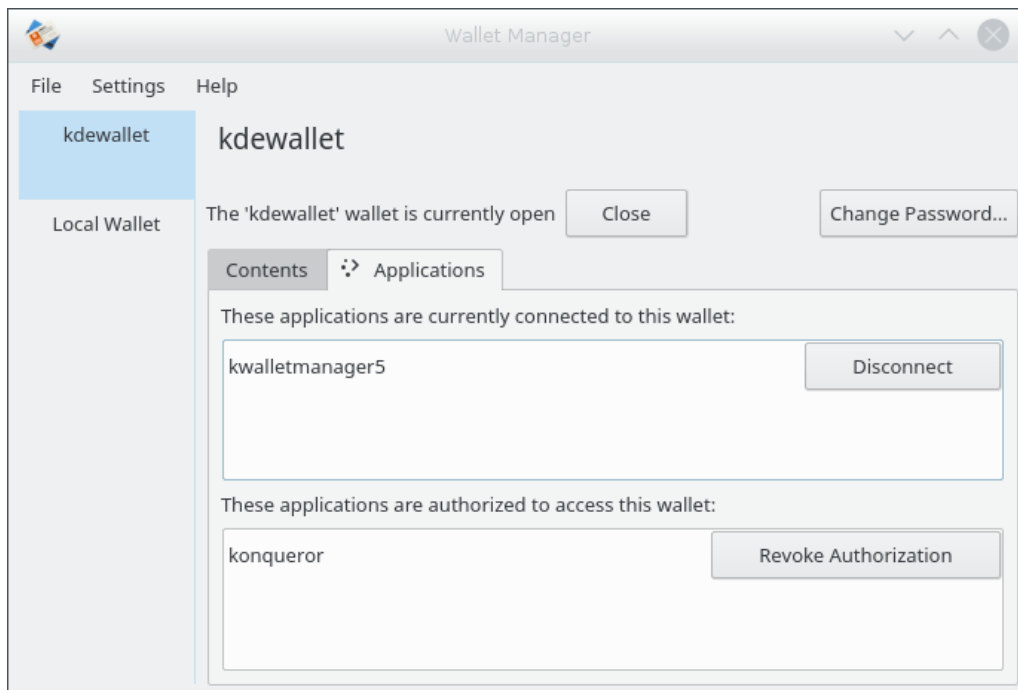 Wallet Manager
File Settings Help
kdewallet
Local Wallet
kdewallet
The 'kdewallet' wallet is currently open Close Change Password...
Contents Applications
These applications are currently connected to this wallet:
kwalletmanager5 Disconnect
These applications are authorized to access this wallet:
konqueror Revoke Authorization